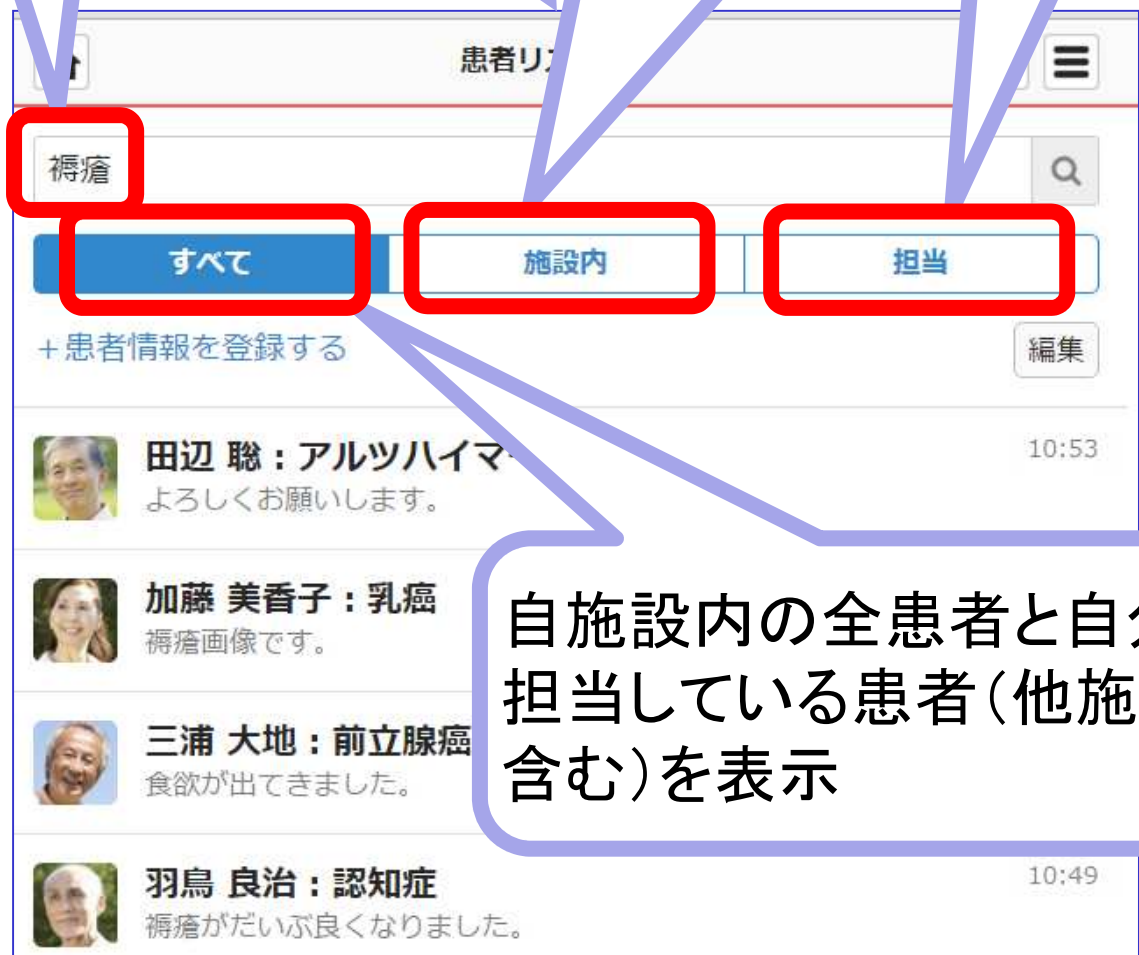 患者リ
褥瘡
すべて 施設内 担当
+患者情報を登録する 編集
田辺 聡:アルツハイマ 10:53
よろしくお願いします。
加藤 美香子:乳癌
褥瘡画像です。
三浦 大地:前立腺癌
食欲が出てきました。
自施設内の全患者と自
担当している患者(他施
含む)を表示
羽鳥 良治:認知症 10:49
褥瘡がだいぶ良くなりました。